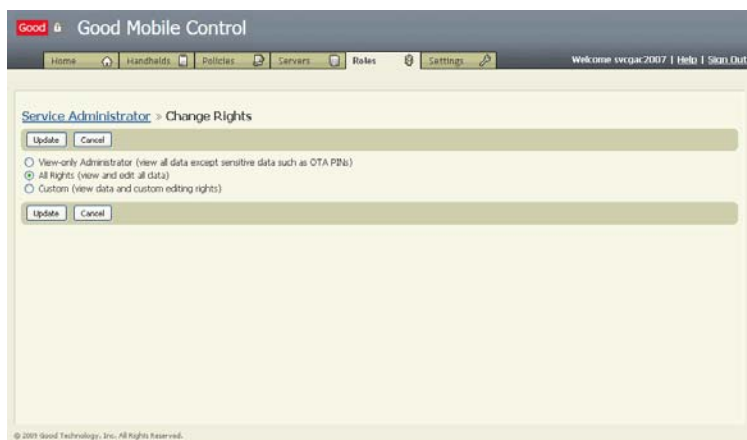 Good Good Mobile Control
Home Handhelds Policies Servers Roles Settings Welcome svcgac2007 | Help | Sign Out
Service Administrator » Change Rights
Update Cancel
View-only Administrator (view all data except sensitive data such as OTA PINs)
All Rights (view and edit all data)
Custom (view data and custom editing rights)
Update Cancel
© 2009 Good Technology, Inc. All Rights Reserved.